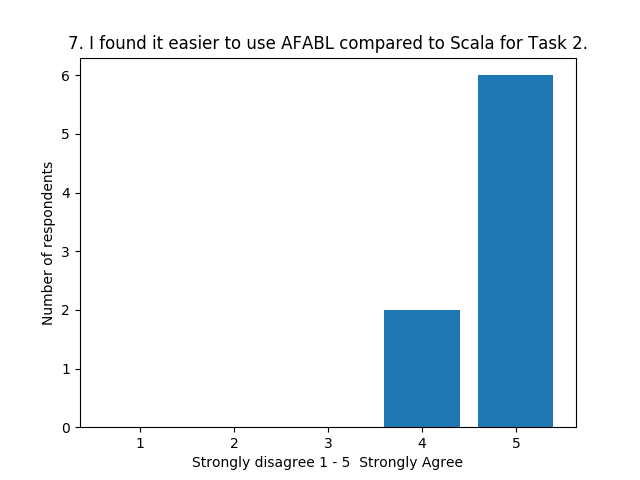 7. I found it easier to use AFABL compared to Scala for Task 2.
6
5
4
3
2
1
0
Number of respondents
1 2 3 4 5
Strongly disagree 1 - 5  Strongly Agree